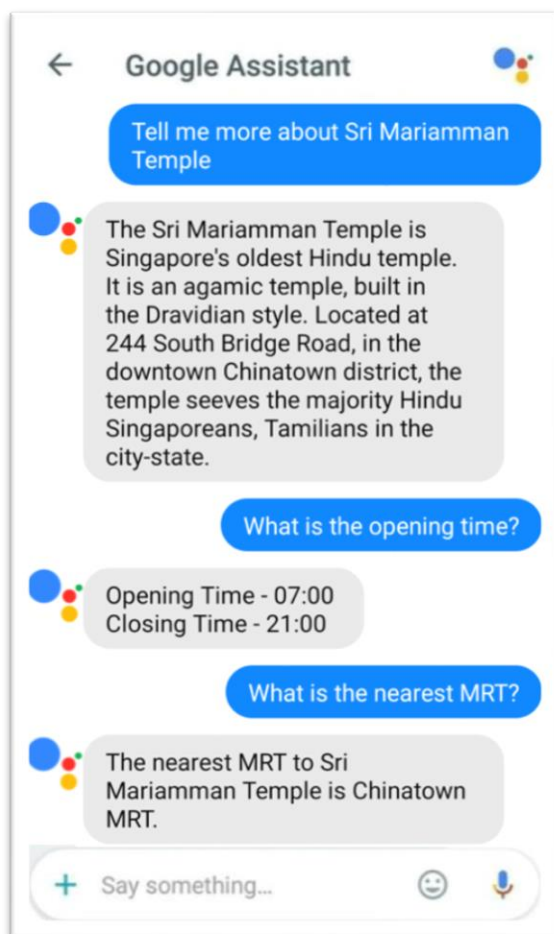 Google Assistant
Tell me more about Sri Mariamman
Temple
The Sri Mariamman Temple is
Singapore's oldest Hindu temple.
It is an agamic temple, built in
the Dravidian style. Located at
244 South Bridge Road, in the
downtown Chinatown district, the
temple seeves the majority Hindu
Singaporeans, Tamilians in the
city-state.
What is the opening time?
Opening Time - 07:00
Closing Time - 21:00
What is the nearest MRT?
The nearest MRT to Sri
Mariamman Temple is Chinatown
MRT.
Say something...